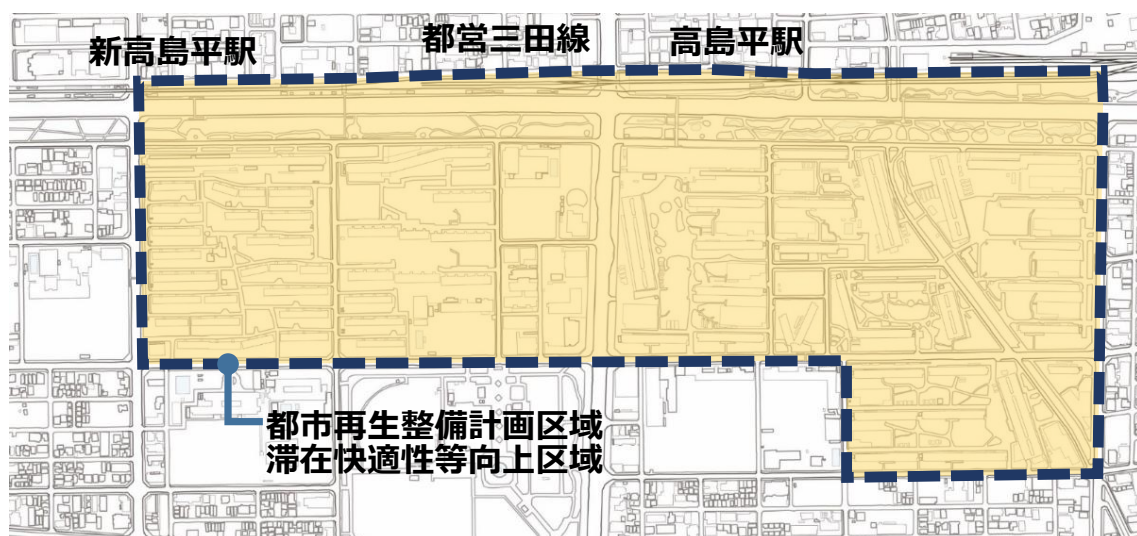 新高島平駅
都営三田線
高島平駅
都市再生整備計画区域
滞在快適性等向上区域